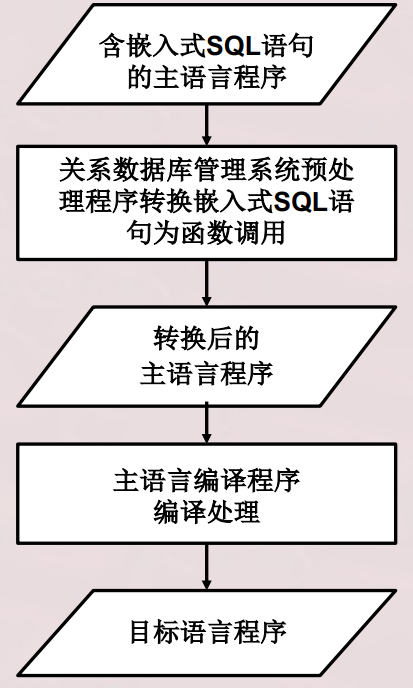 含嵌入式SQL语句
的主语言程序
关系数据库管理系统预处
理程序转换嵌入式SQL语
句为函数调用
转换后的
主语言程序
主语言编译程序
编译处理
目标语言程序